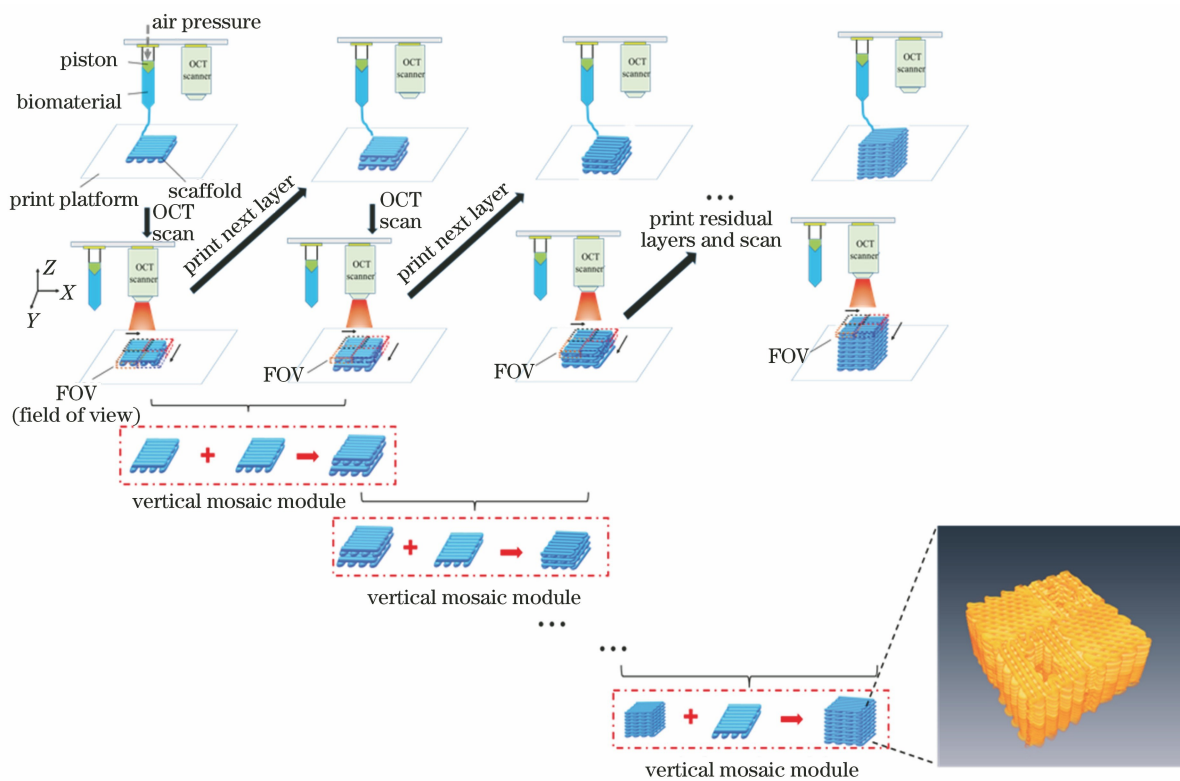 air pressure
piston
biomaterial
print platform
scaffold
OCT
scanner
OCT
scanner
OCT
scanner
OCT
scanner
OCT
scan
print next layer
OCT
scan
print next layer
...
print residual
layers and scan
Z
X
Y
OCT
scanner
OCT
scanner
OCT
scanner
OCT
scanner
FOV
(field of view)
FOV
FOV
FOV
+
vertical mosaic module
+
vertical mosaic module
...
...
+
vertical mosaic module